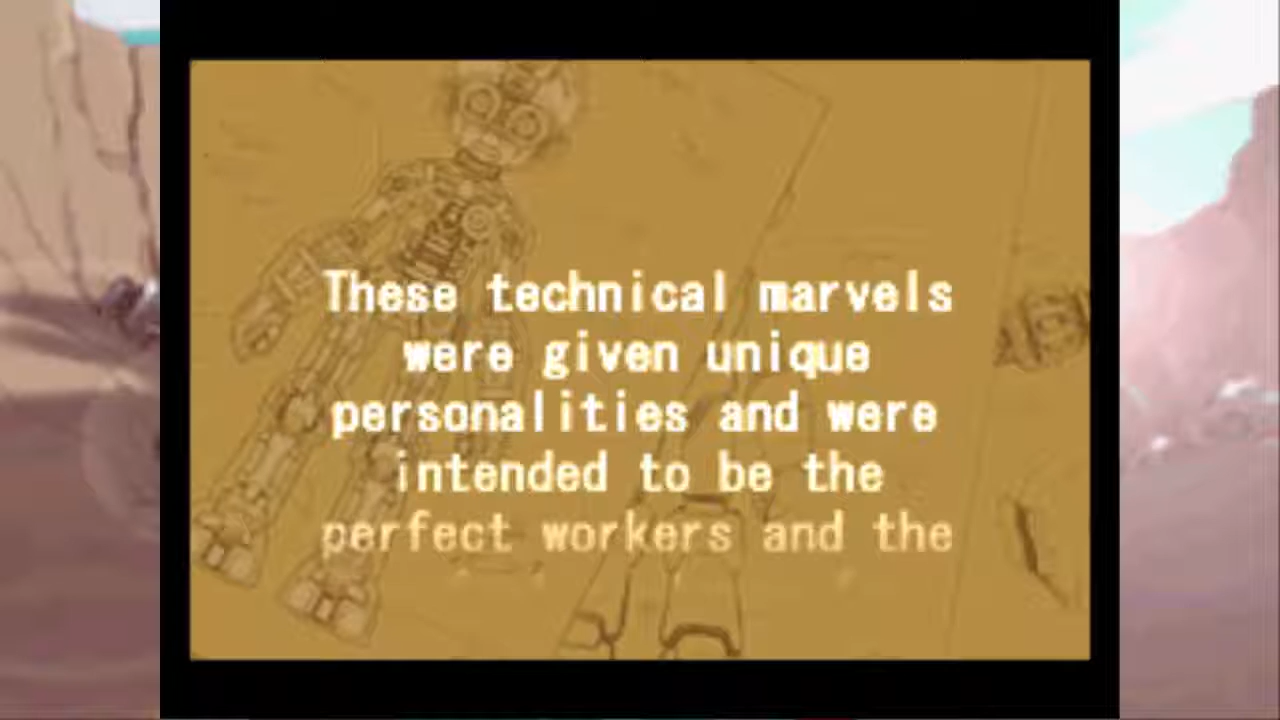 These technical marvels
were given unique
personalities and were
intended to be the
perfect workers and the